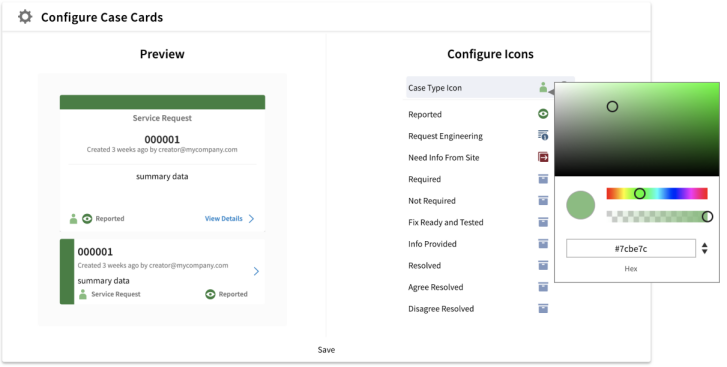 Configure Case Cards
Preview
Service Request
000001
Created 3 weeks ago by creator@mycompany.com
summary data
Reported
View Details
000001
Created 3 weeks ago by creator@mycompany.com
summary data
Service Request
Reported
Configure Icons
Case Type Icon
Reported
Request Engineering
Need Info From Site
Required
Not Required
Fix Ready and Tested
Info Provided
Resolved
Agree Resolved
Disagree Resolved
#7cbe7c
Hex
Save